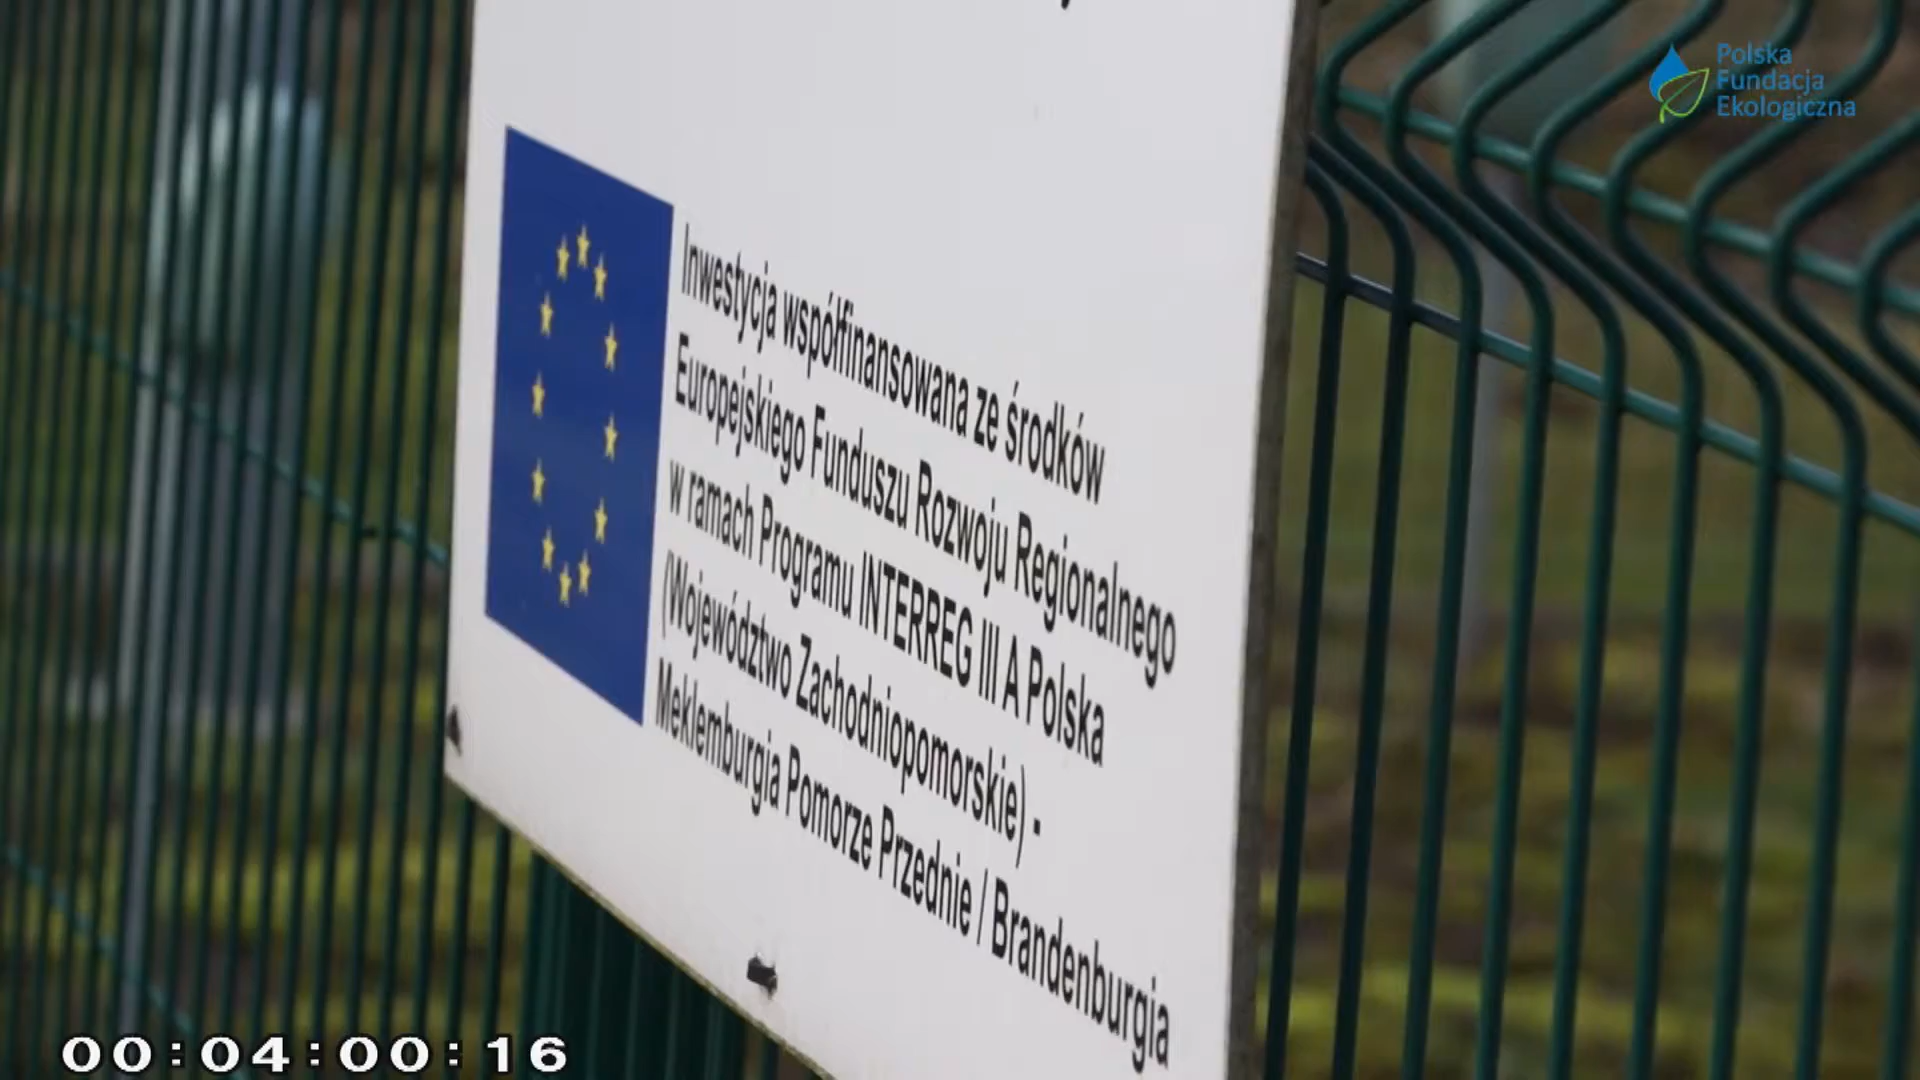 Polska
Fundacja
Ekologiczna
Inwestycja współfinansowana ze środków
Europejskiego Funduszu Rozwoju Regionalnego
w ramach Programu INTERREG III A Polska
(Województwo Zachodniopomorskie) -
Meklemburgia Pomorze Przednie / Brandenburgia
00:04:00:16